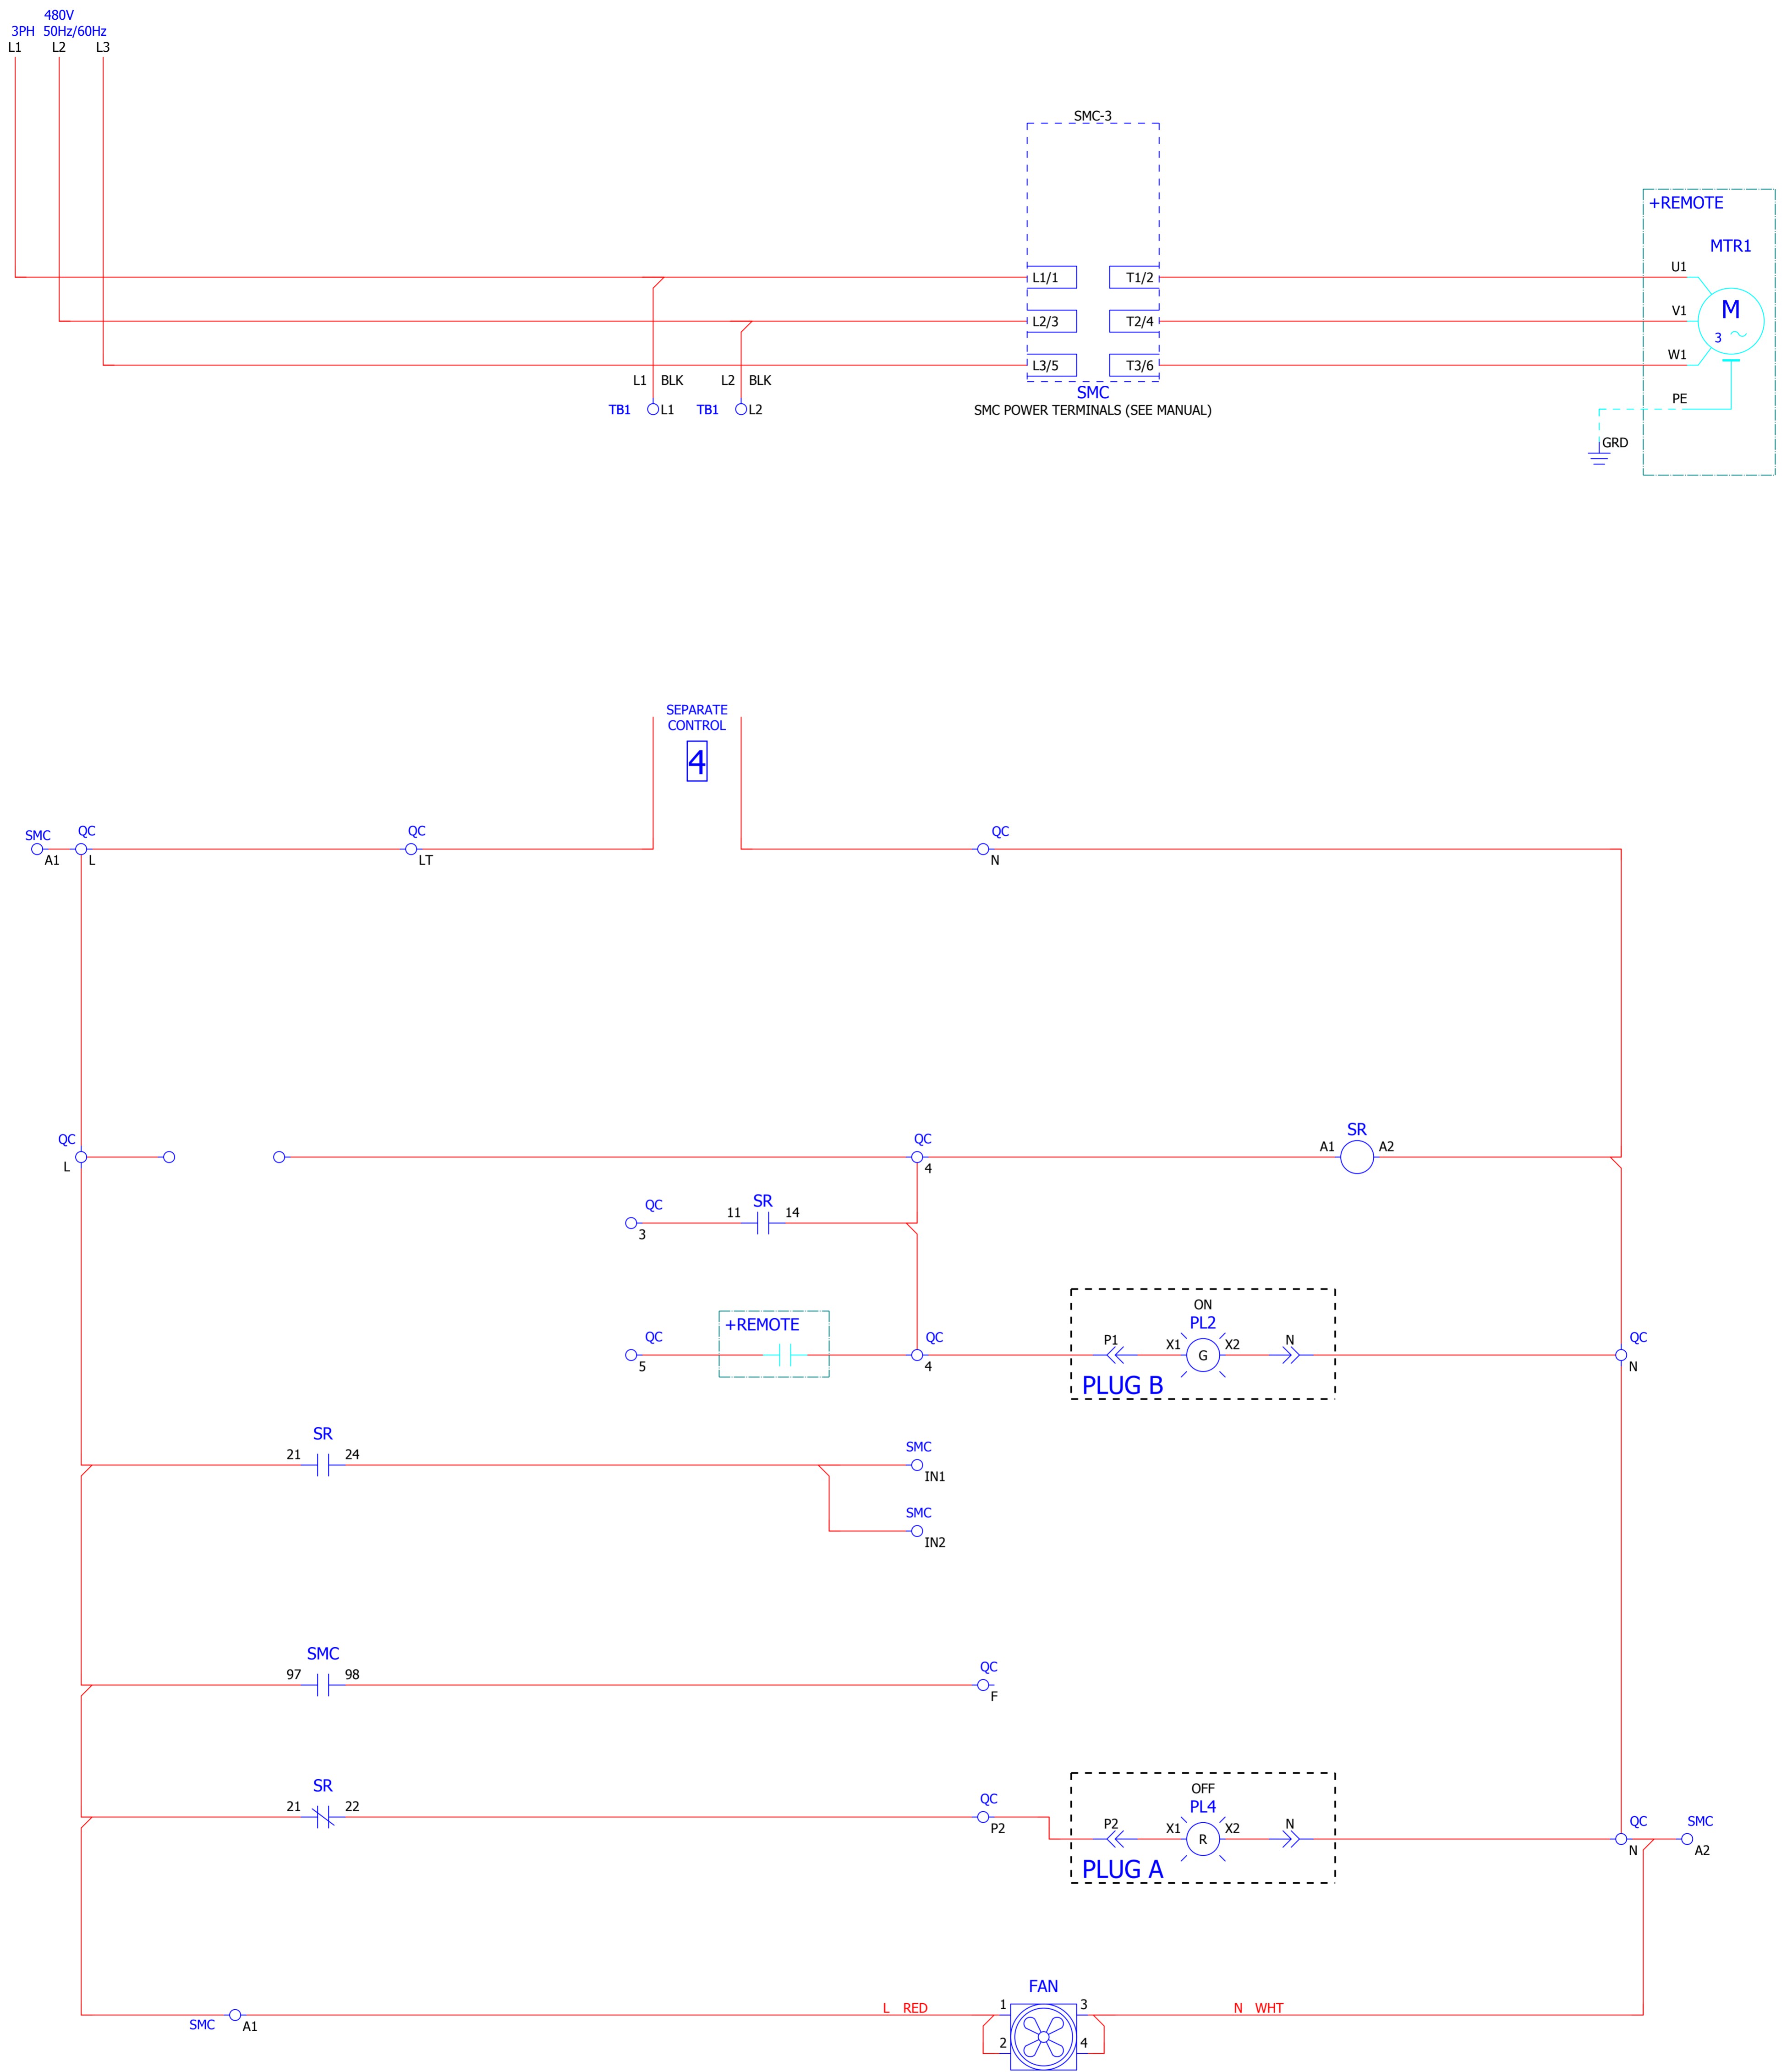 480V
3PH 50Hz/60Hz
L1 L2 L3
SMC-3
+REMOTE
MTR1
L1/1 T1/2 U1
L2/3 T2/4 V1 M
3
L3/5 T3/6 W1
L1 BLK L2 BLK
SMC
PE
TB1 L1 TB1 L2
SMC POWER TERMINALS (SEE MANUAL)
GRD
SEPARATE
CONTROL
4
SMC QC QC QC
A1 L LT N
QC QC SR
L 4 A1 A2
QC SR
3 11 14
ON
+REMOTE PL2
QC QC P1 X1 G X2 N QC
5 4 N
PLUG B
SR SMC
21 24 IN1
SMC
IN2
SMC QC
97 98 F
SR OFF
PL4
21 22 QC P2 X1 R X2 N QC SMC
P2 N A2
PLUG A
FAN
L RED 1 3 N WHT
SMC A1
2 4